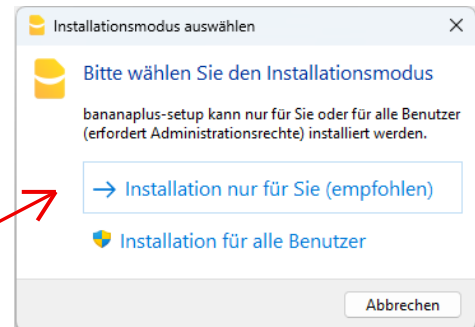 Installationsmodus auswählen
Bitte wählen Sie den Installationsmodus
bananaplus-setup kann nur für Sie oder für alle Benutzer
(erfordert Administrationsrechte) installiert werden.
Installation nur für Sie (empfohlen)
Installation für alle Benutzer
Abbrechen